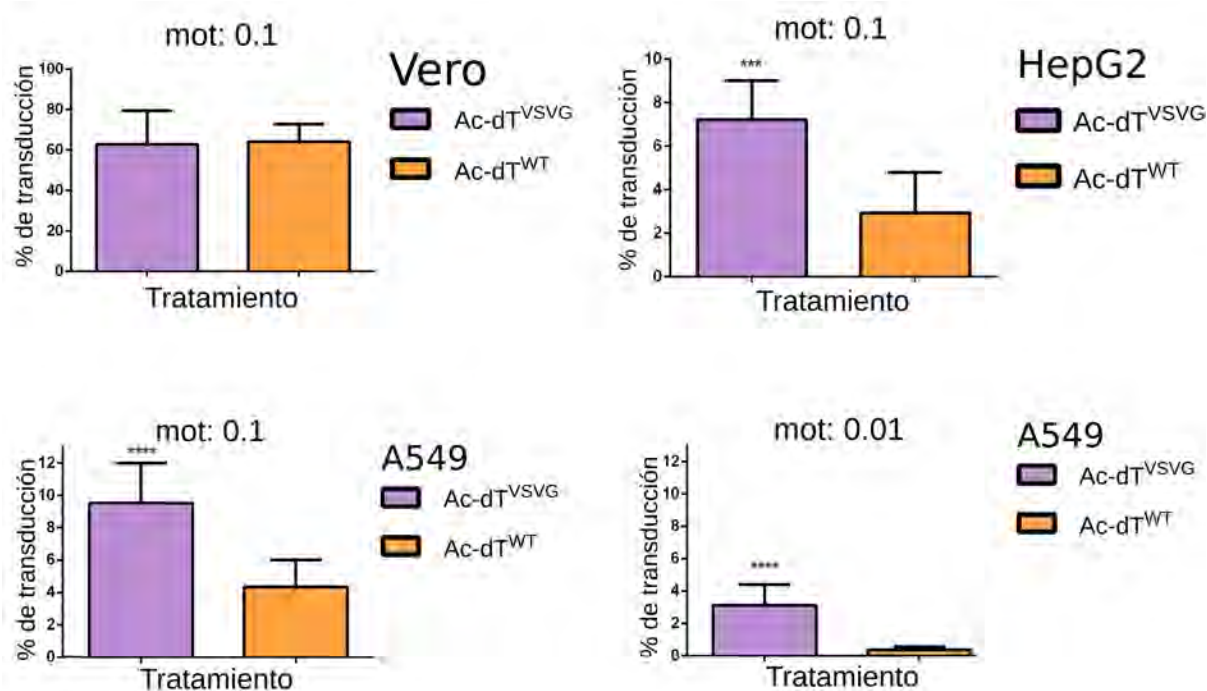 mot: 0.1
Vero
Ac-dT^VSVG
Ac-dT^WT
% de transducción
100
80
60
40
20
0
Tratamiento
mot: 0.1
HepG2
***
Ac-dT^VSVG
Ac-dT^WT
% de transducción
10
8
6
4
2
0
Tratamiento
mot: 0.1
A549
****
Ac-dT^VSVG
Ac-dT^WT
% de transducción
12
10
8
6
4
2
0
Tratamiento
mot: 0.01
A549
****
Ac-dT^VSVG
Ac-dT^WT
% de transducción
12
10
8
6
4
2
0
Tratamiento